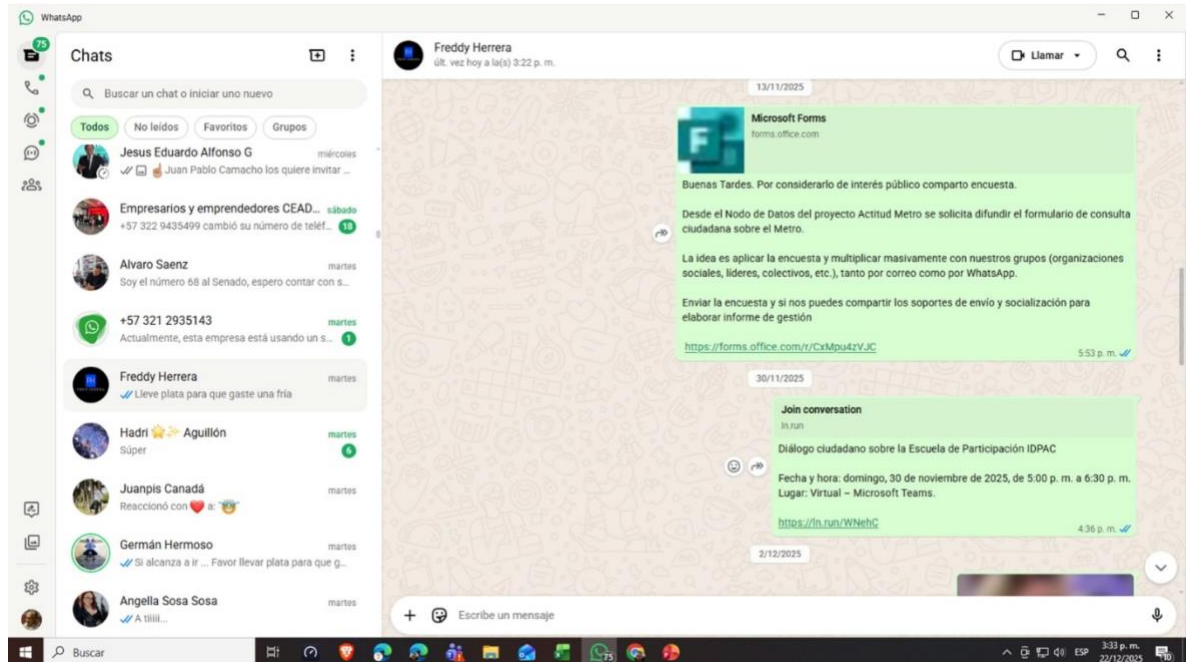 WhatsApp
75
Chats
Buscar un chat o iniciar uno nuevo
Todos
No leídos
Favoritos
Grupos
Jesus Eduardo Alfonso G
miércoles
Juan Pablo Camacho los quiere invitar ...
Empresarios y emprendedores CEAD...
sábado
+57 322 9435499 cambió su número de teléf...
18
Alvaro Saenz
martes
Soy el número 68 al Senado, espero contar con s...
+57 321 2935143
martes
Actualmente, esta empresa está usando un s...
1
Freddy Herrera
martes
Lleve plata para que gaste una fría
Hadri 🌟✨ Aguillón
martes
Súper
6
Juanpis Canadá
martes
Reaccionó con ❤️ a: "🤠"
Germán Hermoso
martes
Si alcanza a ir ... Favor llevar plata para que g...
Angella Sosa Sosa
martes
A tiiiii...
Freddy Herrera
últ. vez hoy a la(s) 3:22 p. m.
Llamar
13/11/2025
Microsoft Forms
forms.office.com
Buenas Tardes. Por considerarlo de interés público comparto encuesta.
Desde el Nodo de Datos del proyecto Actitud Metro se solicita difundir el formulario de consulta
ciudadana sobre el Metro.
La idea es aplicar la encuesta y multiplicar masivamente con nuestros grupos (organizaciones
sociales, líderes, colectivos, etc.), tanto por correo como por WhatsApp.
Enviar la encuesta y si nos puedes compartir los soportes de envío y socialización para
elaborar informe de gestión
https://forms.office.com/r/CxMpu4zVJC
5:53 p. m.
30/11/2025
Join conversation
ln.run
Diálogo ciudadano sobre la Escuela de Participación IDPAC
Fecha y hora: domingo, 30 de noviembre de 2025, de 5:00 p. m. a 6:30 p. m.
Lugar: Virtual – Microsoft Teams.
https://ln.run/WNehC
4:36 p. m.
2/12/2025
Escribe un mensaje
Buscar
75
ESP
3:33 p. m.
22/12/2025